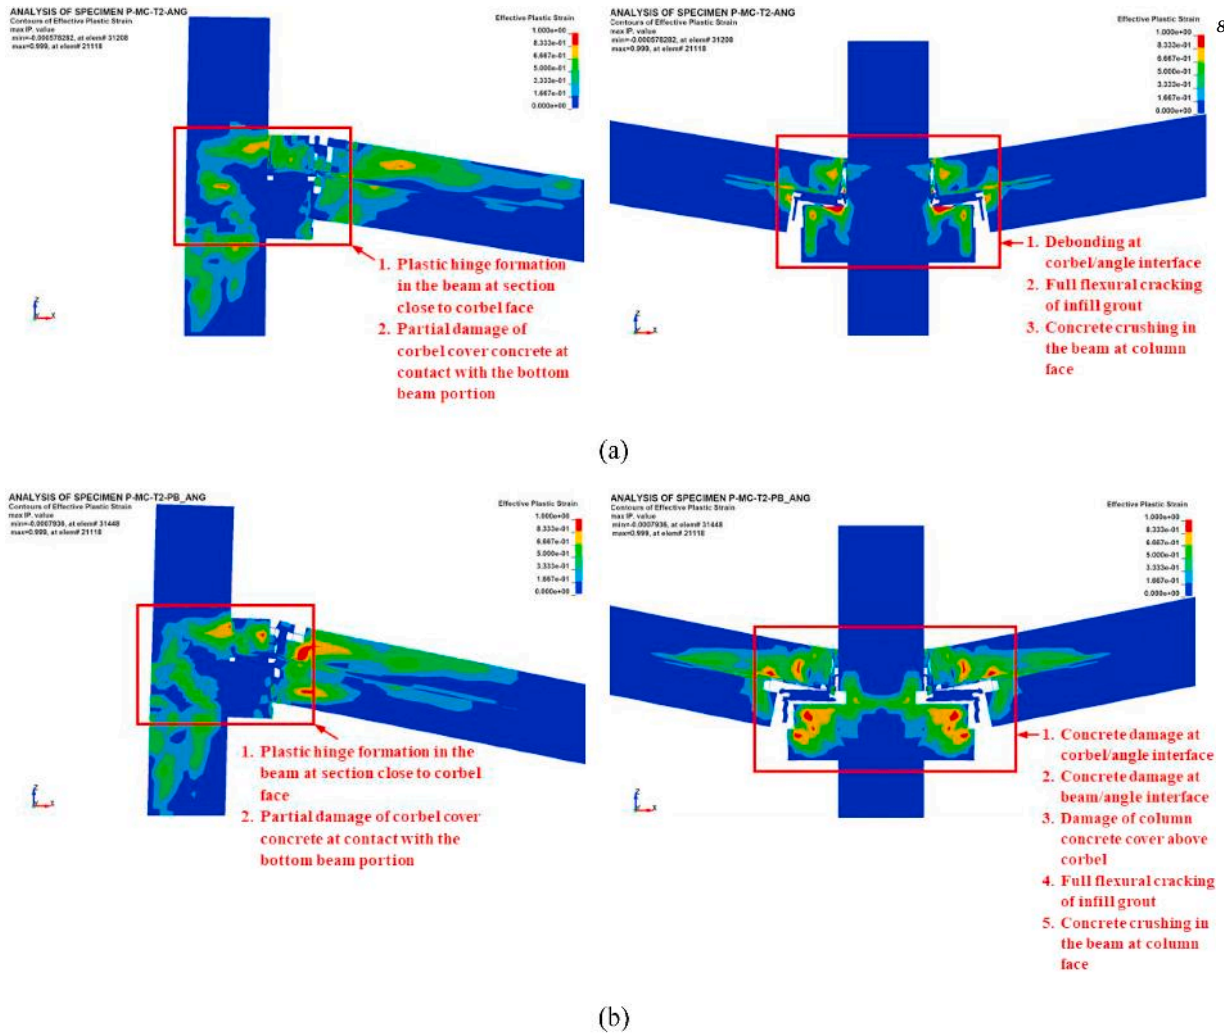 8
ANALYSIS OF SPECIMEN P-MC-T2-ANG
Contours of Effective Plastic Strain
max IP. value
min=-0.000578282, at elem# 31208
max=0.999, at elem# 21118
Effective Plastic Strain
1.000e+00
8.333e-01
6.667e-01
5.000e-01
3.333e-01
1.667e-01
0.000e+00
Z
Y X
1. Plastic hinge formation
in the beam at section
close to corbel face
2. Partial damage of
corbel cover concrete at
contact with the bottom
beam portion
ANALYSIS OF SPECIMEN P-MC-T2-ANG
Contours of Effective Plastic Strain
max IP. value
min=-0.000578282, at elem# 31208
max=0.999, at elem# 21118
Effective Plastic Strain
1.000e+00
8.333e-01
6.667e-01
5.000e-01
3.333e-01
1.667e-01
0.000e+00
Z
Y X
1. Debonding at
corbel/angle interface
2. Full flexural cracking
of infill grout
3. Concrete crushing in
the beam at column
face
(a)
ANALYSIS OF SPECIMEN P-MC-T2-PB_ANG
Contours of Effective Plastic Strain
max IP. value
min=-0.0007936, at elem# 31448
max=0.999, at elem# 21118
Effective Plastic Strain
1.000e+00
8.333e-01
6.667e-01
5.000e-01
3.333e-01
1.667e-01
0.000e+00
Z
Y X
1. Plastic hinge formation in the
beam at section close to corbel
face
2. Partial damage of corbel cover
concrete at contact with the
bottom beam portion
ANALYSIS OF SPECIMEN P-MC-T2-PB_ANG
Contours of Effective Plastic Strain
max IP. value
min=-0.0007936, at elem# 31448
max=0.999, at elem# 21118
Effective Plastic Strain
1.000e+00
8.333e-01
6.667e-01
5.000e-01
3.333e-01
1.667e-01
0.000e+00
Z
Y X
1. Concrete damage at
corbel/angle interface
2. Concrete damage at
beam/angle interface
3. Damage of column
concrete cover above
corbel
4. Full flexural cracking
of infill grout
5. Concrete crushing in
the beam at column
face
(b)